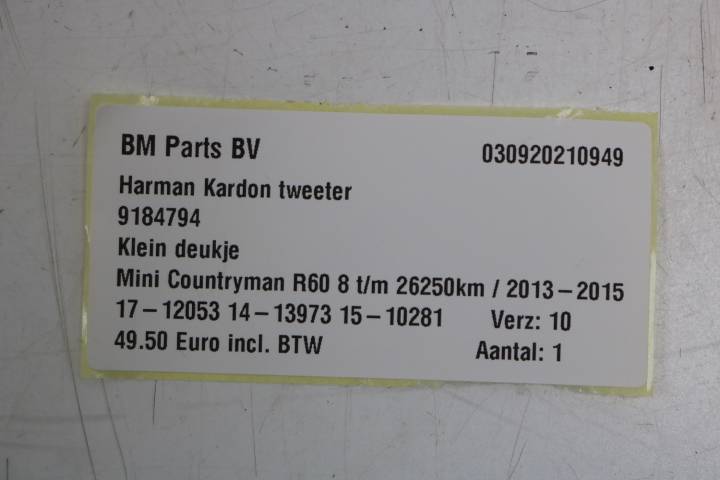 BM Parts BV 030920210949
Harman Kardon tweeter
9184794
Klein deukje
Mini Countryman R60 8 t/m 26250km / 2013-2015
17-12053 14-13973 15-10281 Verz: 10
49.50 Euro incl. BTW Aantal: 1